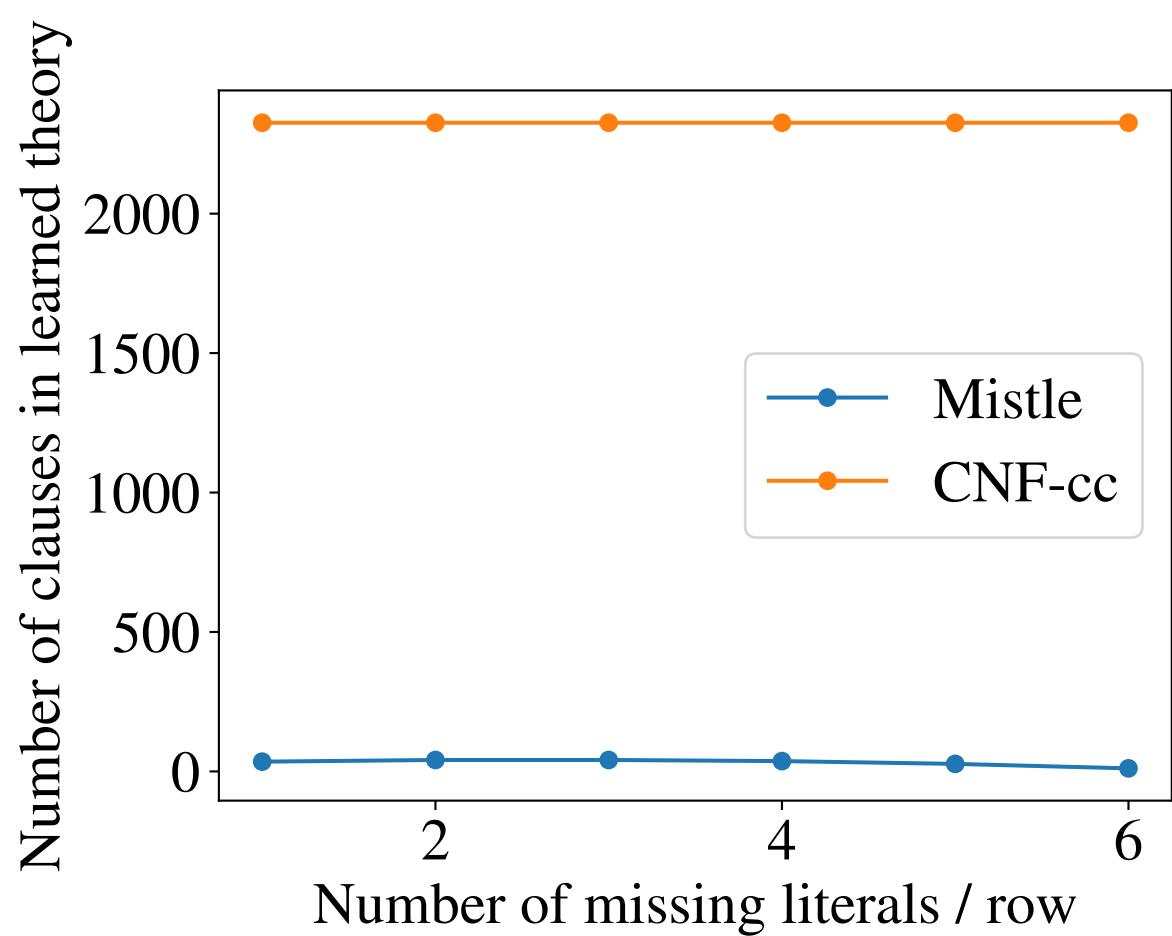 Number of clauses in learned theory
2000
1500
1000
500
0
Mistle
CNF-cc
2 4 6
Number of missing literals / row